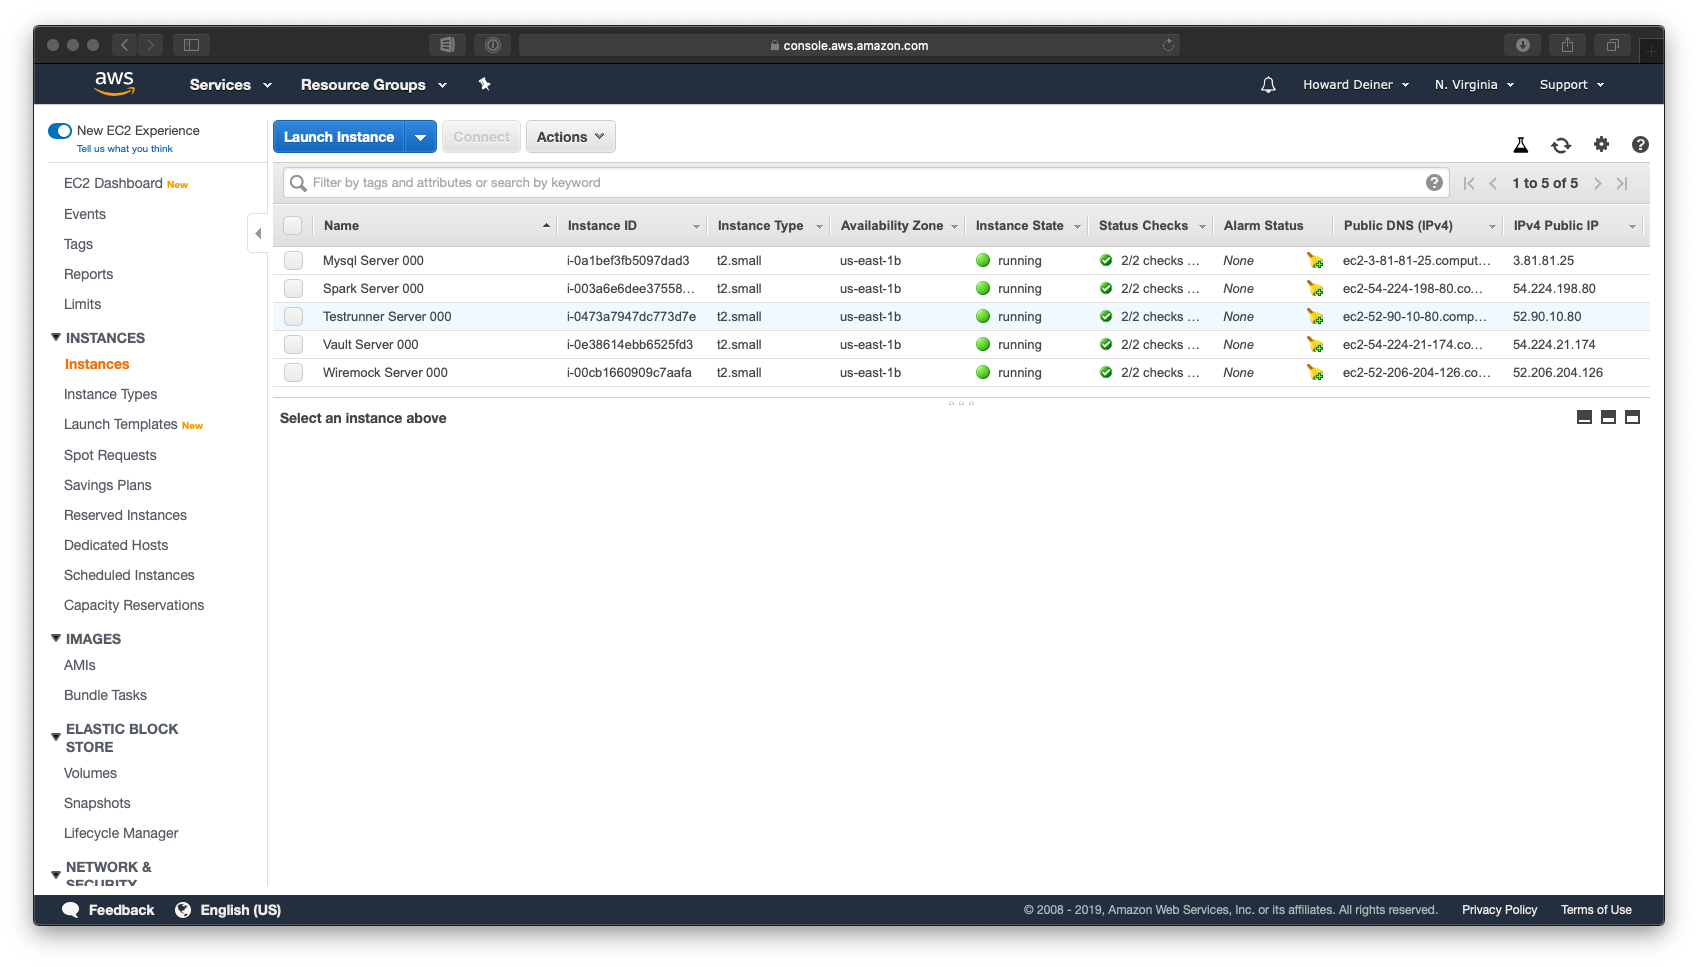 console.aws.amazon.com
aws Services Resource Groups Howard Deiner N. Virginia Support
New EC2 Experience
Tell us what you think
EC2 Dashboard New
Events
Tags
Reports
Limits
INSTANCES
Instances
Instance Types
Launch Templates New
Spot Requests
Savings Plans
Reserved Instances
Dedicated Hosts
Scheduled Instances
Capacity Reservations
IMAGES
AMIs
Bundle Tasks
ELASTIC BLOCK
STORE
Volumes
Snapshots
Lifecycle Manager
NETWORK &
SECURITY
Launch Instance Connect Actions
Filter by tags and attributes or search by keyword 1 to 5 of 5
Name Instance ID Instance Type Availability Zone Instance State Status Checks Alarm Status Public DNS (IPv4) IPv4 Public IP
Mysql Server 000 i-0a1bef3fb5097dad3 t2.small us-east-1b running 2/2 checks ... None ec2-3-81-81-25.comput... 3.81.81.25
Spark Server 000 i-003a6e6dee37558... t2.small us-east-1b running 2/2 checks ... None ec2-54-224-198-80.co... 54.224.198.80
Testrunner Server 000 i-0473a7947dc773d7e t2.small us-east-1b running 2/2 checks ... None ec2-52-90-10-80.comp... 52.90.10.80
Vault Server 000 i-0e38614ebb6525fd3 t2.small us-east-1b running 2/2 checks ... None ec2-54-224-21-174.co... 54.224.21.174
Wiremock Server 000 i-00cb1660909c7aafa t2.small us-east-1b running 2/2 checks ... None ec2-52-206-204-126.co... 52.206.204.126
Select an instance above
Feedback English (US) © 2008 - 2019, Amazon Web Services, Inc. or its affiliates. All rights reserved. Privacy Policy Terms of Use